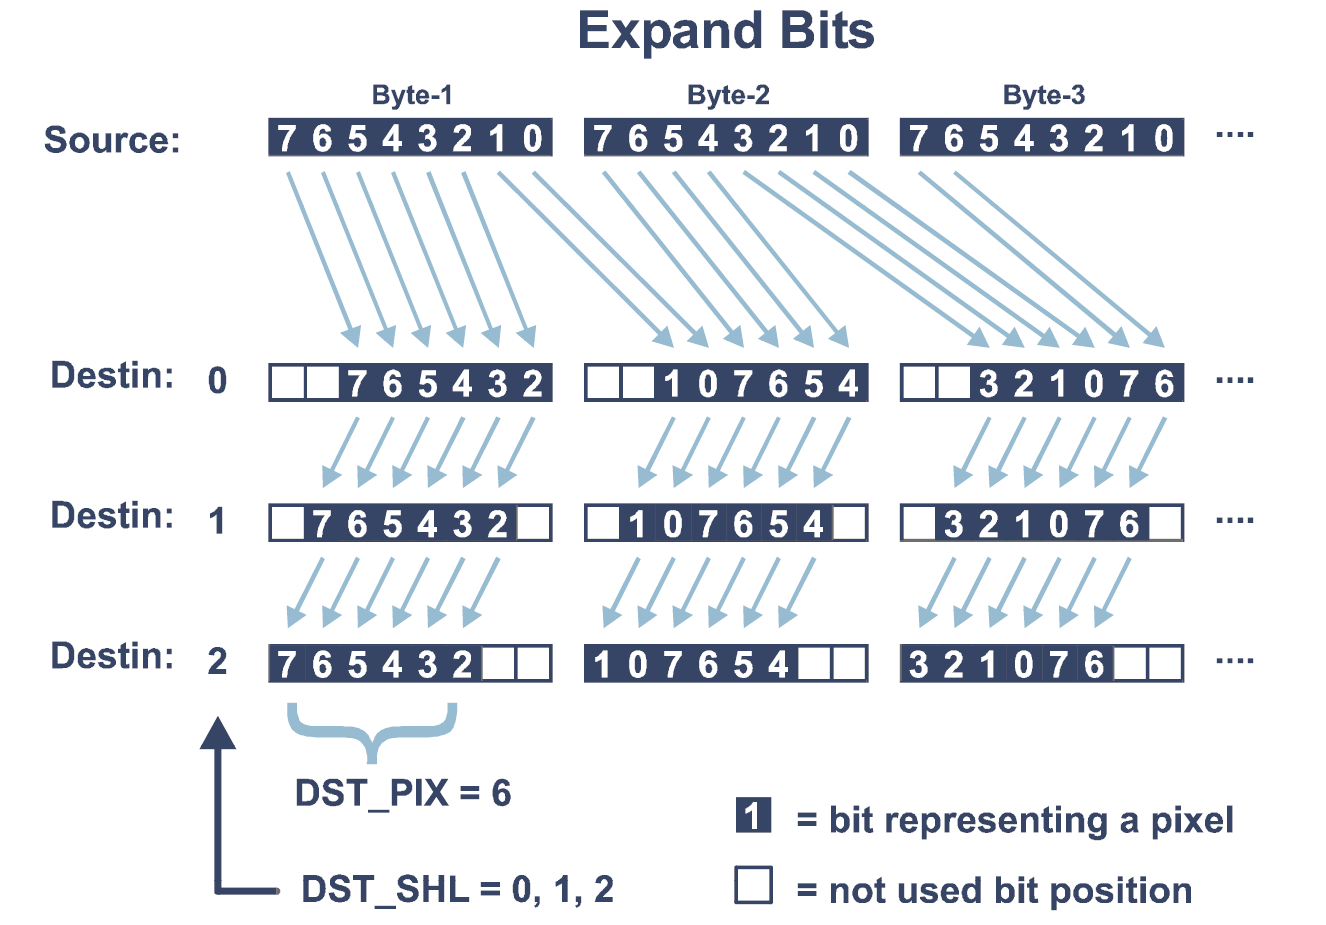 Expand Bits
Byte-1 Byte-2 Byte-3
Source: 7 6 5 4 3 2 1 0 7 6 5 4 3 2 1 0 7 6 5 4 3 2 1 0 ....
Destin: 0 7 6 5 4 3 2 1 0 7 6 5 4 3 2 1 0 7 6 ....
Destin: 1 7 6 5 4 3 2 1 0 7 6 5 4 3 2 1 0 7 6 ....
Destin: 2 7 6 5 4 3 2 1 0 7 6 5 4 3 2 1 0 7 6 ....
DST_PIX = 6
1 = bit representing a pixel
DST_SHL = 0, 1, 2
= not used bit position